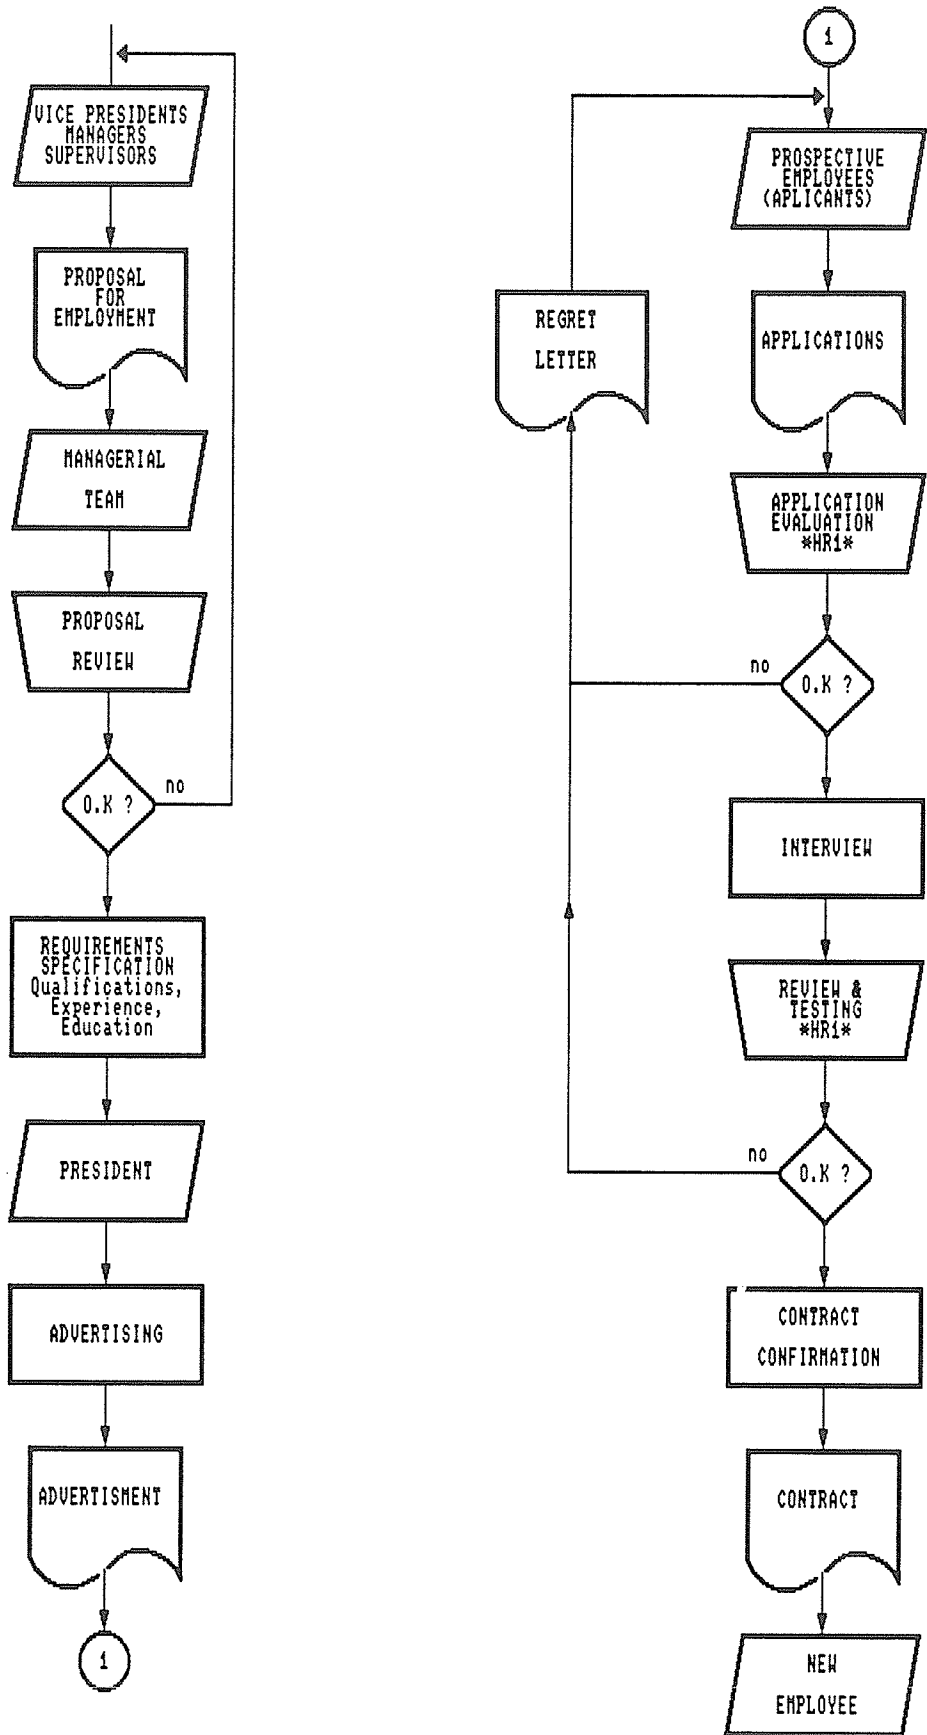 VICE PRESIDENTS
MANAGERS
SUPERVISORS
PROPOSAL
FOR
EMPLOYMENT
MANAGERIAL
TEAM
PROPOSAL
REVIEW
O.K ?
no
REQUIREMENTS
SPECIFICATION
Qualifications,
Experience,
Education
PRESIDENT
ADVERTISING
ADVERTISMENT
1
1
PROSPECTIVE
EMPLOYEES
(APLICANTS)
REGRET
LETTER
APPLICATIONS
APPLICATION
EVALUATION
*HR1*
no
O.K ?
INTERVIEW
REVIEW &
TESTING
*HR1*
no
O.K ?
CONTRACT
CONFIRMATION
CONTRACT
NEW
EMPLOYEE